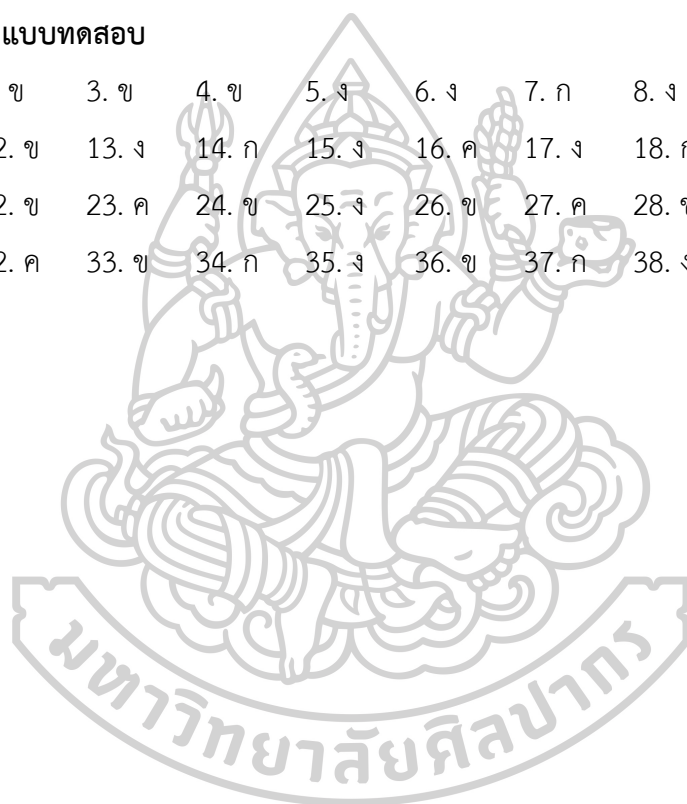 แบบทดสอบ
ข 3. ข 4. ข 5. ง 6. ง 7. ก 8. ง
2. ข 13. ง 14. ก 15. ง 16. ค 17. ง 18. ก
2. ข 23. ค 24. ข 25. ง 26. ข 27. ค 28. ข
2. ค 33. ข 34. ก 35. ง 36. ข 37. ก 38. ง
มหาวิทยาลัยศิลปากร